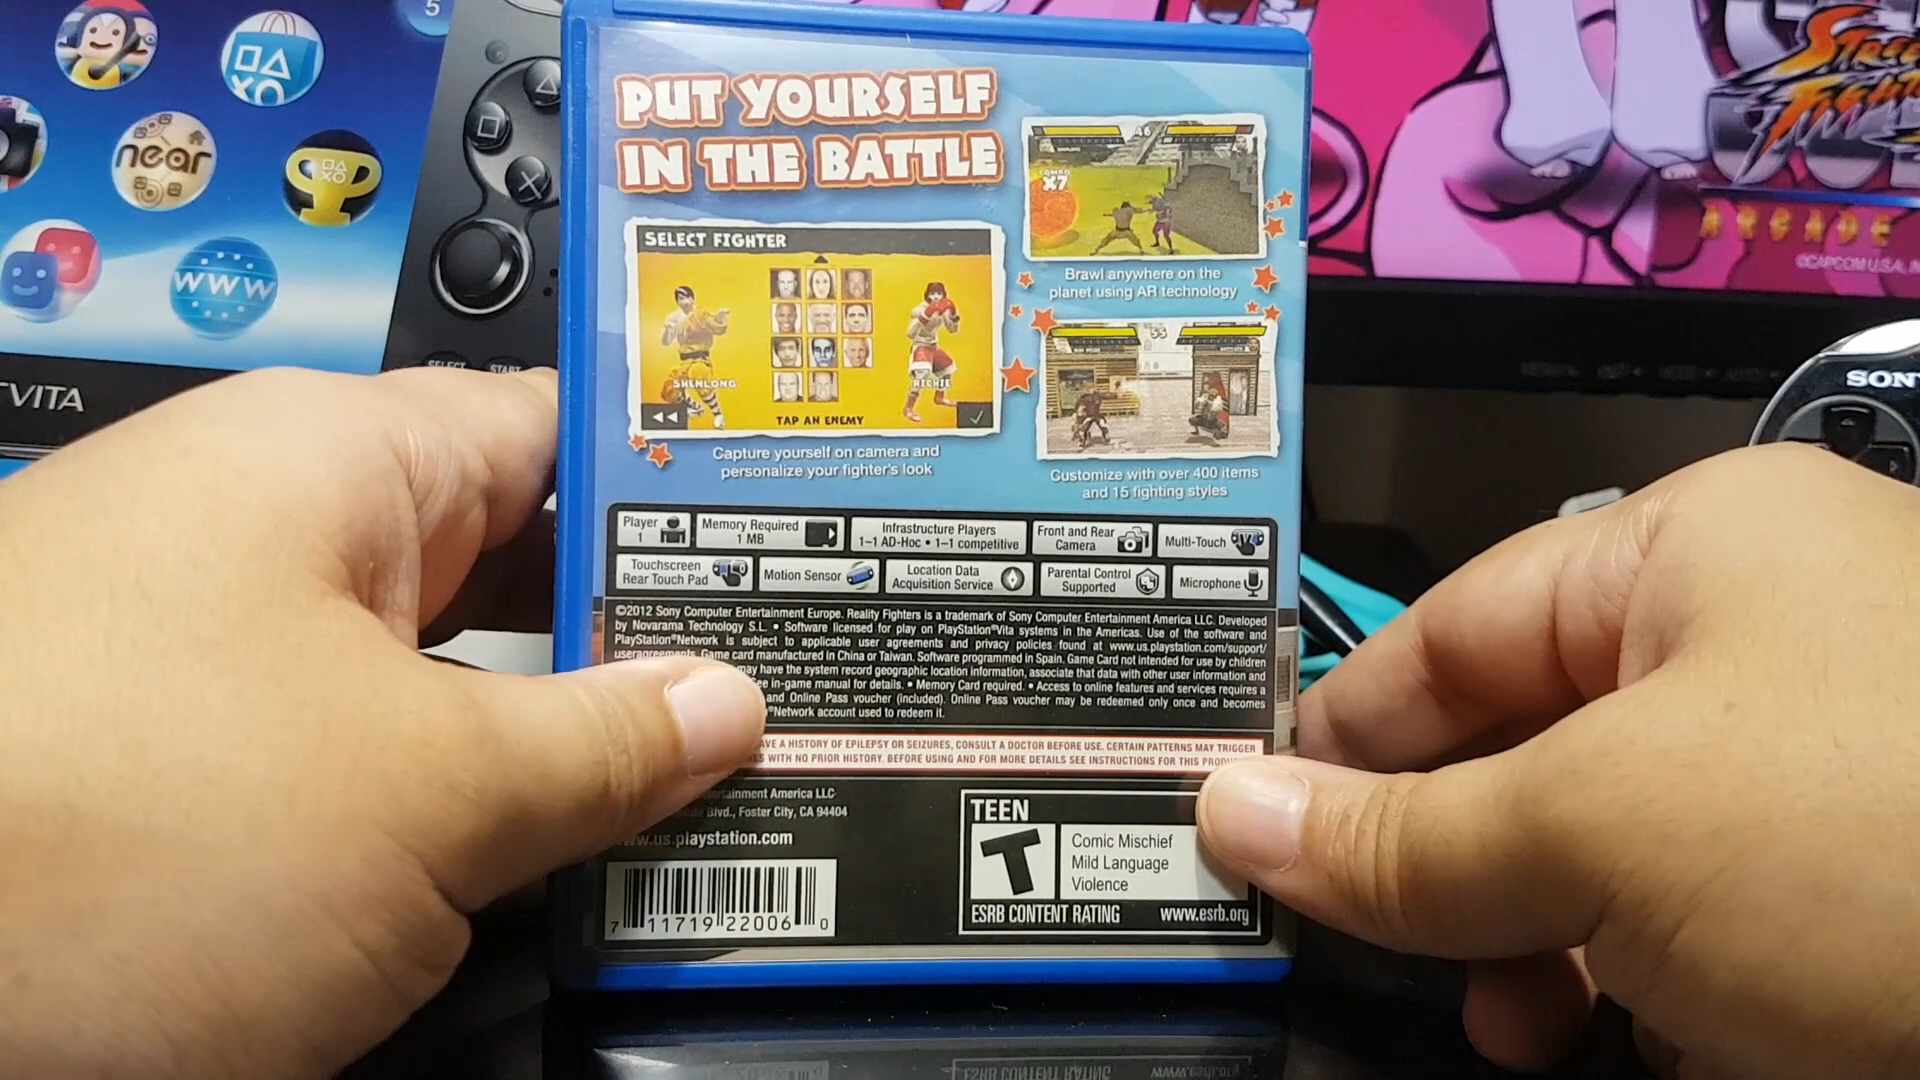 5
near
WWW
VITA
SELECT
START
STREET
FIGHTER
ARCADE
©CAPCOM U.S.A.
SONY
PUT YOURSELF
IN THE BATTLE
SELECT FIGHTER
SHENLONG
RICHIE
TAP AN ENEMY
Capture yourself on camera and
personalize your fighter's look
46
COMBO
X7
Brawl anywhere on the
planet using AR technology
55
Customize with over 400 items
and 15 fighting styles
Player
1
Memory Required
1 MB
Infrastructure Players
1–1 AD-Hoc • 1–1 competitive
Front and Rear
Camera
Multi-Touch
Touchscreen
Rear Touch Pad
Motion Sensor
Location Data
Acquisition Service
Parental Control
Supported
Microphone
©2012 Sony Computer Entertainment Europe. Reality Fighters is a trademark of Sony Computer Entertainment America LLC. Developed
by Novarama Technology S.L. • Software licensed for play on PlayStation®Vita systems in the Americas. Use of the software and
PlayStation®Network is subject to applicable user agreements and privacy policies found at www.us.playstation.com/support/
useragreements. Game card manufactured in China or Taiwan. Software programmed in Spain. Game Card not intended for use by children
may have the system record geographic location information, associate that data with other user information and
See in-game manual for details. • Memory Card required. • Access to online features and services requires a
and Online Pass voucher (included). Online Pass voucher may be redeemed only once and becomes
®Network account used to redeem it.
HAVE A HISTORY OF EPILEPSY OR SEIZURES, CONSULT A DOCTOR BEFORE USE. CERTAIN PATTERNS MAY TRIGGER
WITH NO PRIOR HISTORY. BEFORE USING AND FOR MORE DETAILS SEE INSTRUCTIONS FOR THIS
Entertainment America LLC
Blvd., Foster City, CA 94404
www.us.playstation.com
7 11719 22006 0
TEEN
T
Comic Mischief
Mild Language
Violence
ESRB CONTENT RATING www.esrb.org